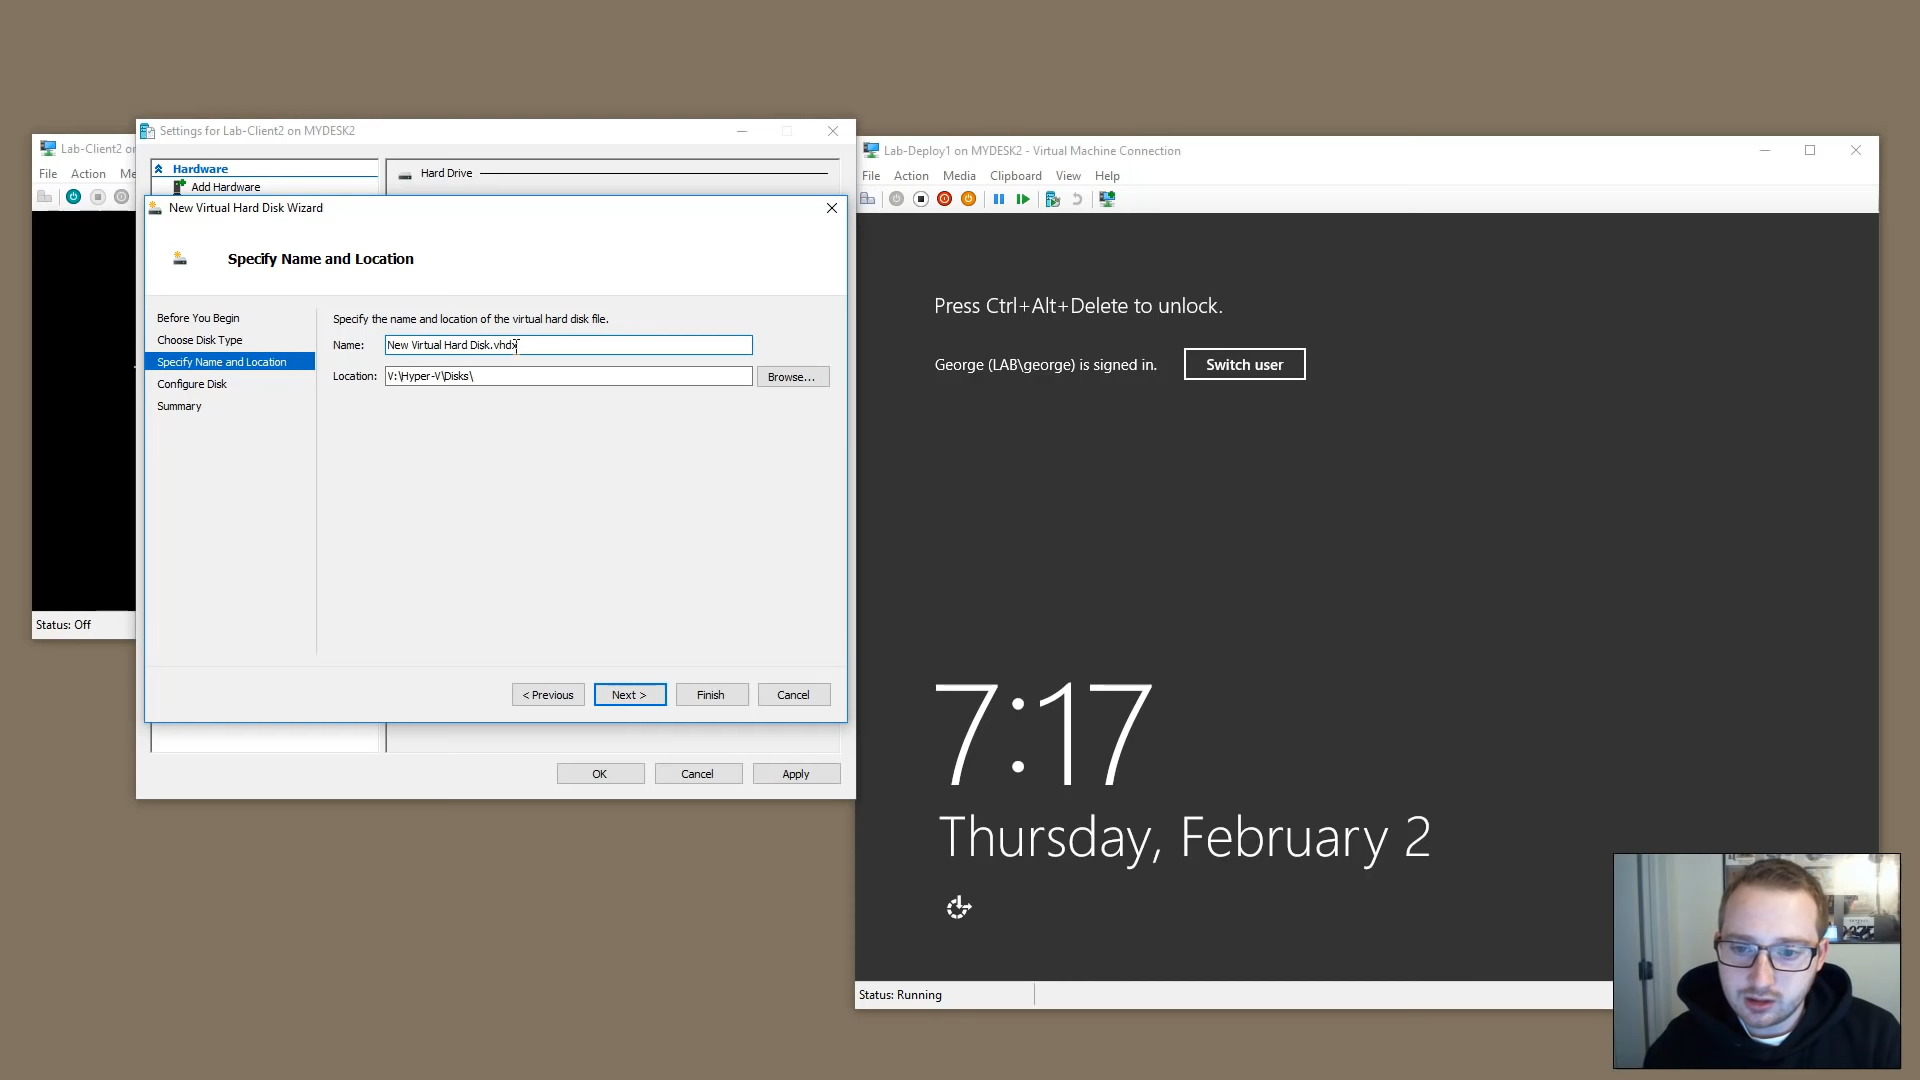 Lab-Client2 or
File Action Me
Status: Off
Settings for Lab-Client2 on MYDESK2
Hardware
Add Hardware
Hard Drive
New Virtual Hard Disk Wizard
Specify Name and Location
Before You Begin
Choose Disk Type
Specify Name and Location
Configure Disk
Summary
Specify the name and location of the virtual hard disk file.
Name: New Virtual Hard Disk.vhdx
Location: V:\Hyper-V\Disks\ Browse...
< Previous Next > Finish Cancel
OK Cancel Apply
Lab-Deploy1 on MYDESK2 - Virtual Machine Connection
File Action Media Clipboard View Help
Press Ctrl+Alt+Delete to unlock.
George (LAB\george) is signed in. Switch user
7:17
Thursday, February 2
Status: Running